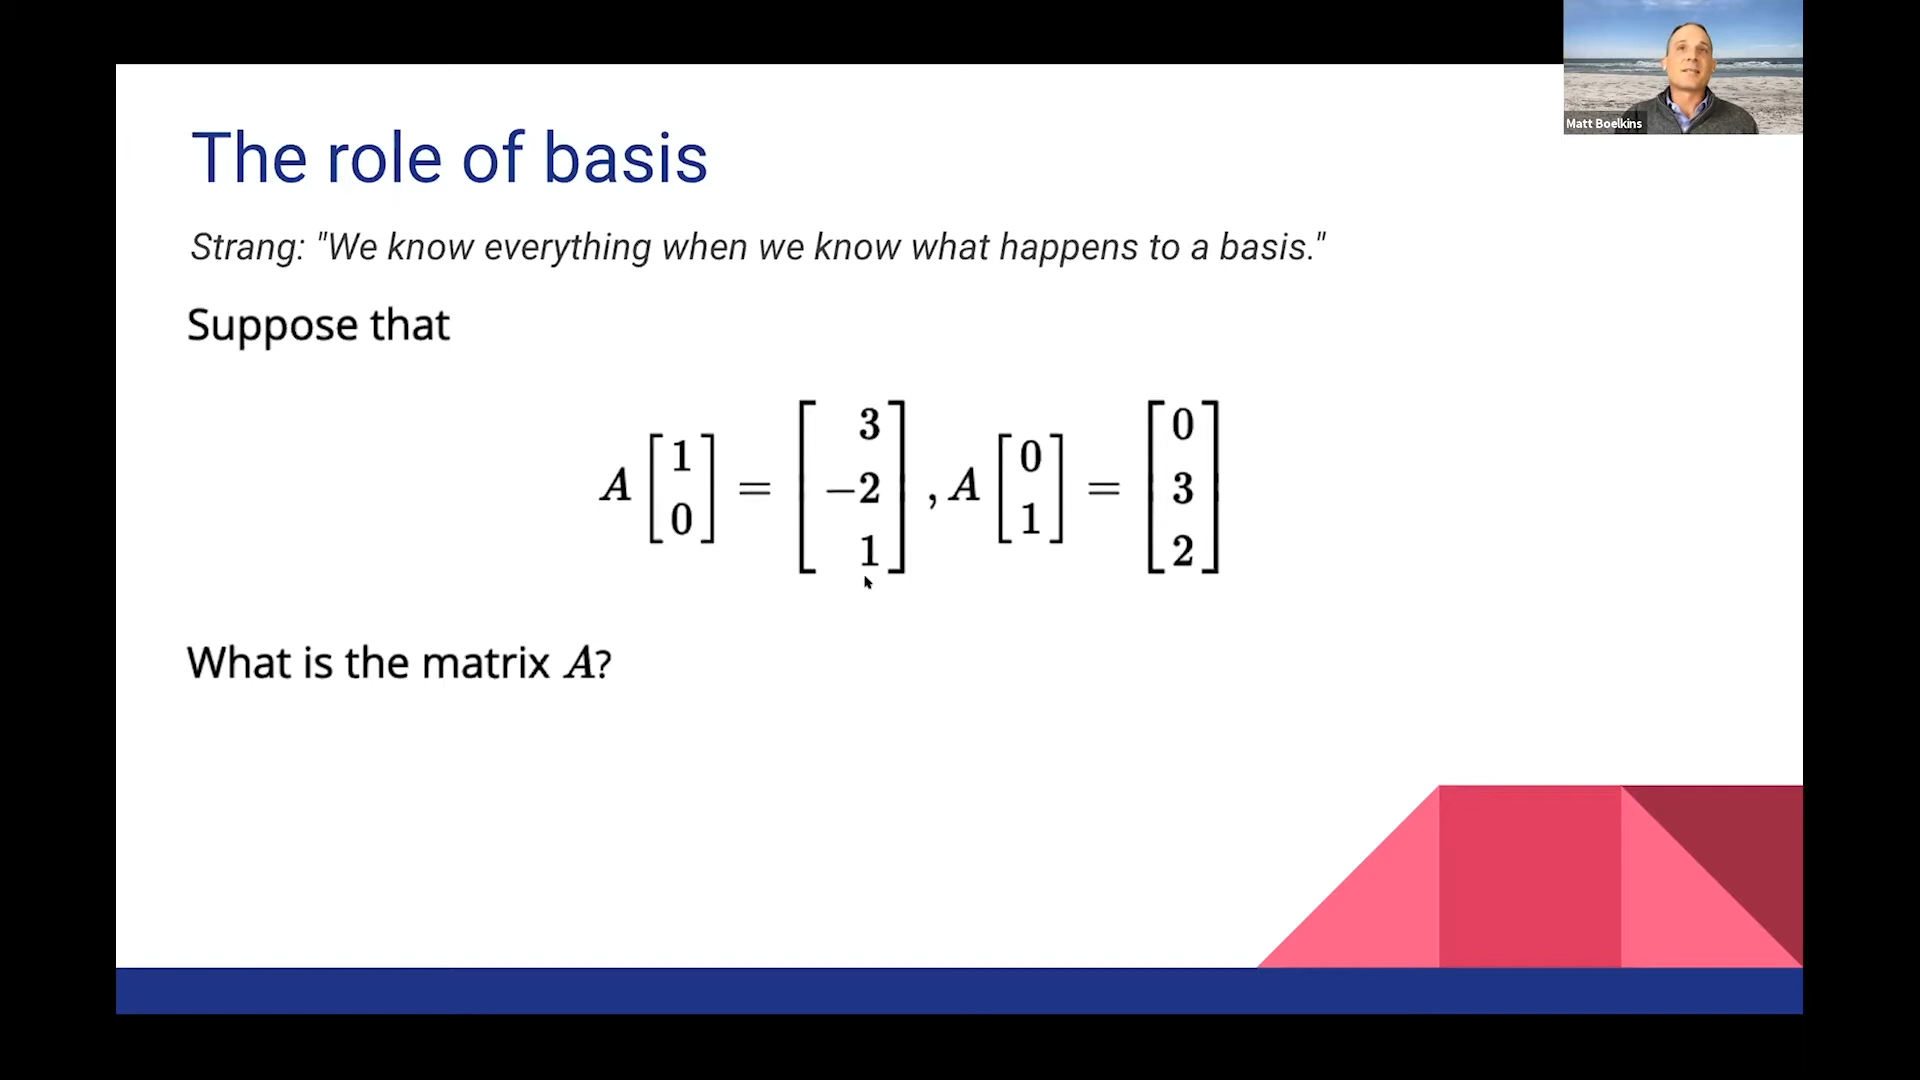 Matt Boelkins
The role of basis
Strang: "We know everything when we know what happens to a basis."
Suppose that
A [1 0] = [3 −2 1], A [0 1] = [0 3 2]
What is the matrix A?